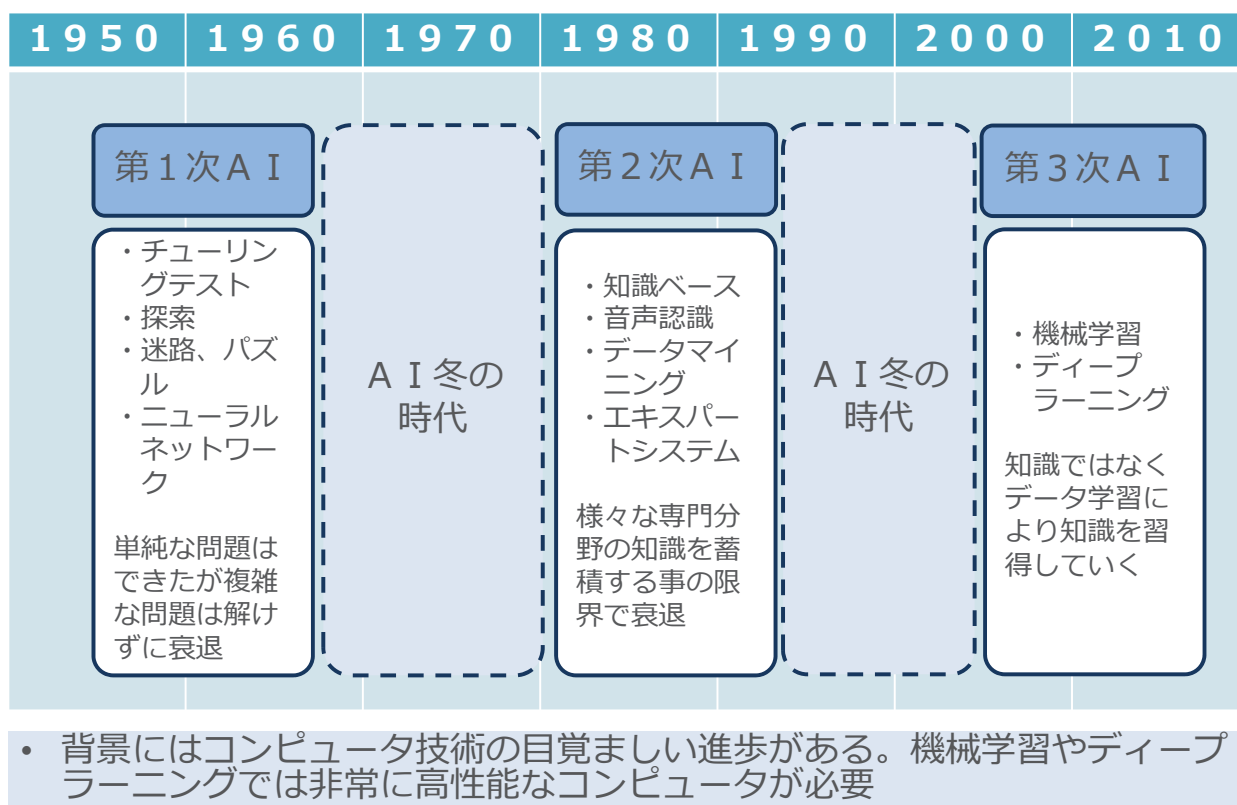 1950 1960 1970 1980 1990 2000 2010
第1次AI
・チューリン
グテスト
・探索
・迷路、パズ
ル
・ニューラル
ネットワー
ク
単純な問題は
できたが複雑
な問題は解け
ずに衰退
AI冬の
時代
第2次AI
・知識ベース
・音声認識
・データマイ
ニング
・エキスパー
トシステム
様々な専門分
野の知識を蓄
積する事の限
界で衰退
AI冬の
時代
第3次AI
・機械学習
・ディープ
ラーニング
知識ではなく
データ学習に
より知識を習
得していく
• 背景にはコンピュータ技術の目覚ましい進歩がある。機械学習やディープ
ラーニングでは非常に高性能なコンピュータが必要